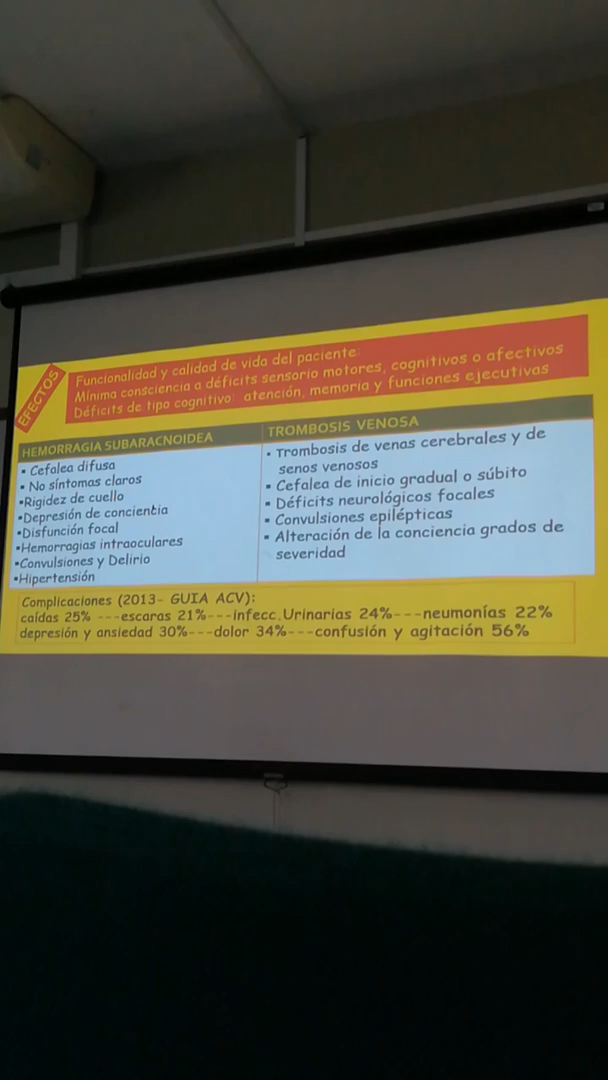 EFECTOS
Funcionalidad y calidad de vida del paciente:
Mínima consciencia a déficits sensorio motores, cognitivos o afectivos
Déficits de tipo cognitivo: atención, memoria y funciones ejecutivas
HEMORRAGIA SUBARACNOIDEA
▪ Cefalea difusa
▪ No síntomas claros
▪Rigidez de cuello
▪Depresión de concientia
▪Disfunción focal
▪Hemorragias intraoculares
▪Convulsiones y Delirio
▪Hipertensión
TROMBOSIS VENOSA
▪ Trombosis de venas cerebrales y de
senos venosos
▪ Cefalea de inicio gradual o súbito
▪ Déficits neurológicos focales
▪ Convulsiones epilépticas
▪ Alteración de la conciencia grados de
severidad
Complicaciones (2013- GUIA ACV):
caídas 25% ---escaras 21%---infecc.Urinarias 24%---neumonías 22%
depresión y ansiedad 30%---dolor 34%---confusión y agitación 56%